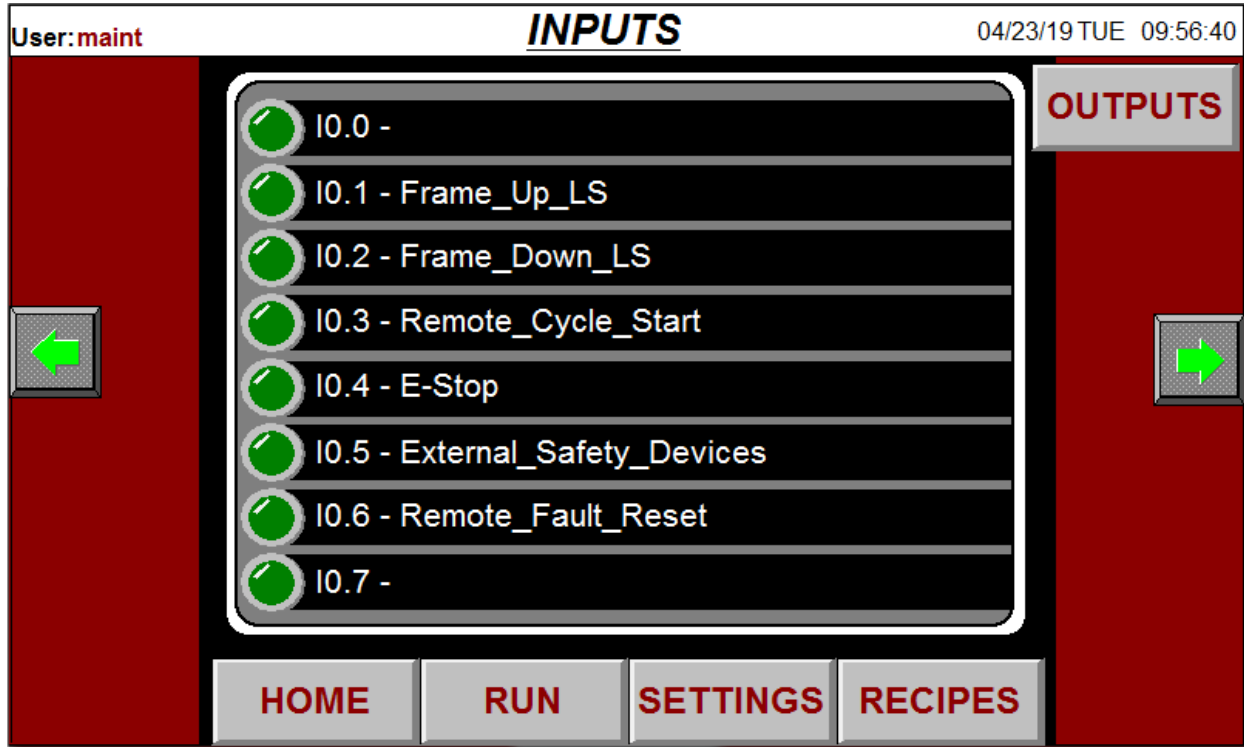 User: maint
INPUTS
04/23/19 TUE 09:56:40
OUTPUTS
I0.0 -
I0.1 - Frame_Up_LS
I0.2 - Frame_Down_LS
I0.3 - Remote_Cycle_Start
I0.4 - E-Stop
I0.5 - External_Safety_Devices
I0.6 - Remote_Fault_Reset
I0.7 -
HOME
RUN
SETTINGS
RECIPES